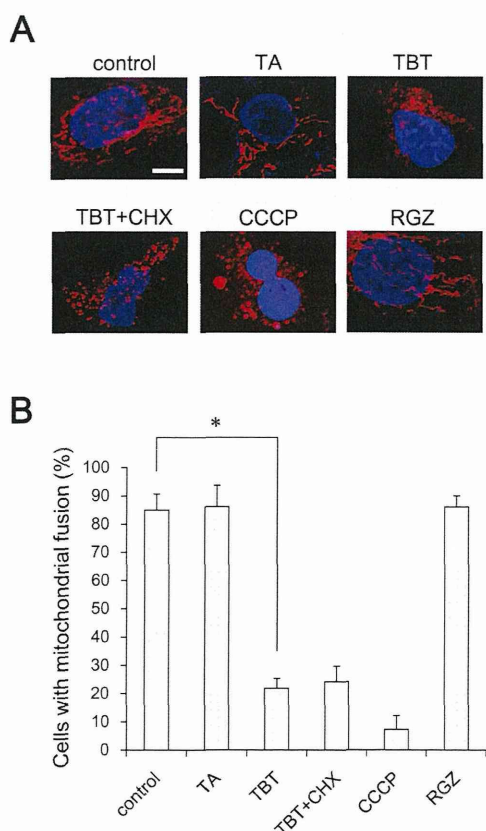 A
control
TA
TBT
TBT+CHX
CCCP
RGZ
B
*
Cells with mitochondrial fusion (%)
100
90
80
70
60
50
40
30
20
10
0
control
TA
TBT
TBT+CHX
CCCP
RGZ